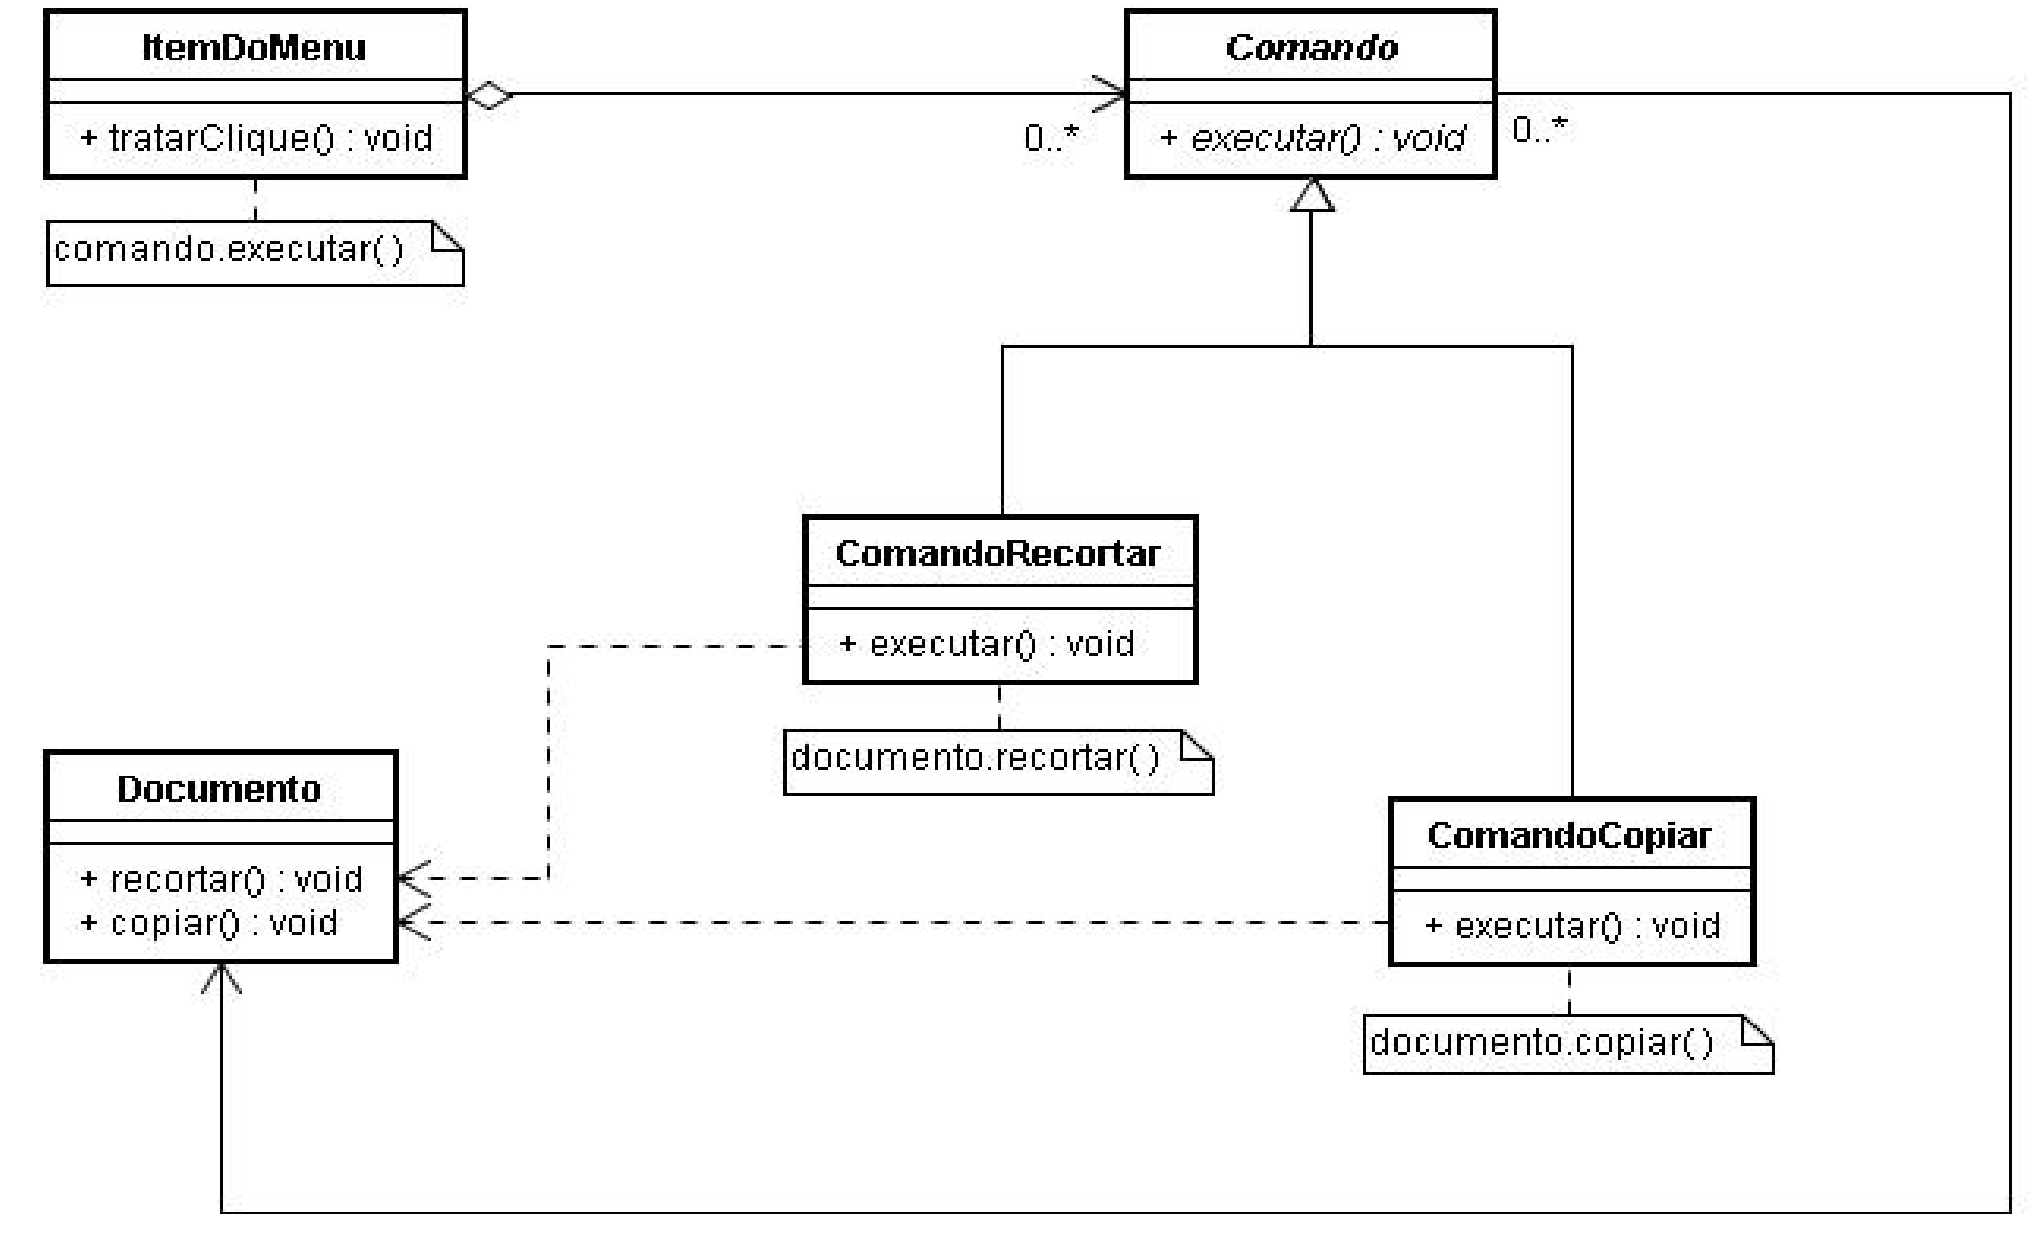 ItemDoMenu
+ tratarClique() : void
comando.executar( )
Comando
0..*
+ executar() : void
0..*
ComandoRecortar
+ executar() : void
documento.recortar( )
Documento
+ recortar() : void
+ copiar() : void
ComandoCopiar
+ executar() : void
documento.copiar( )